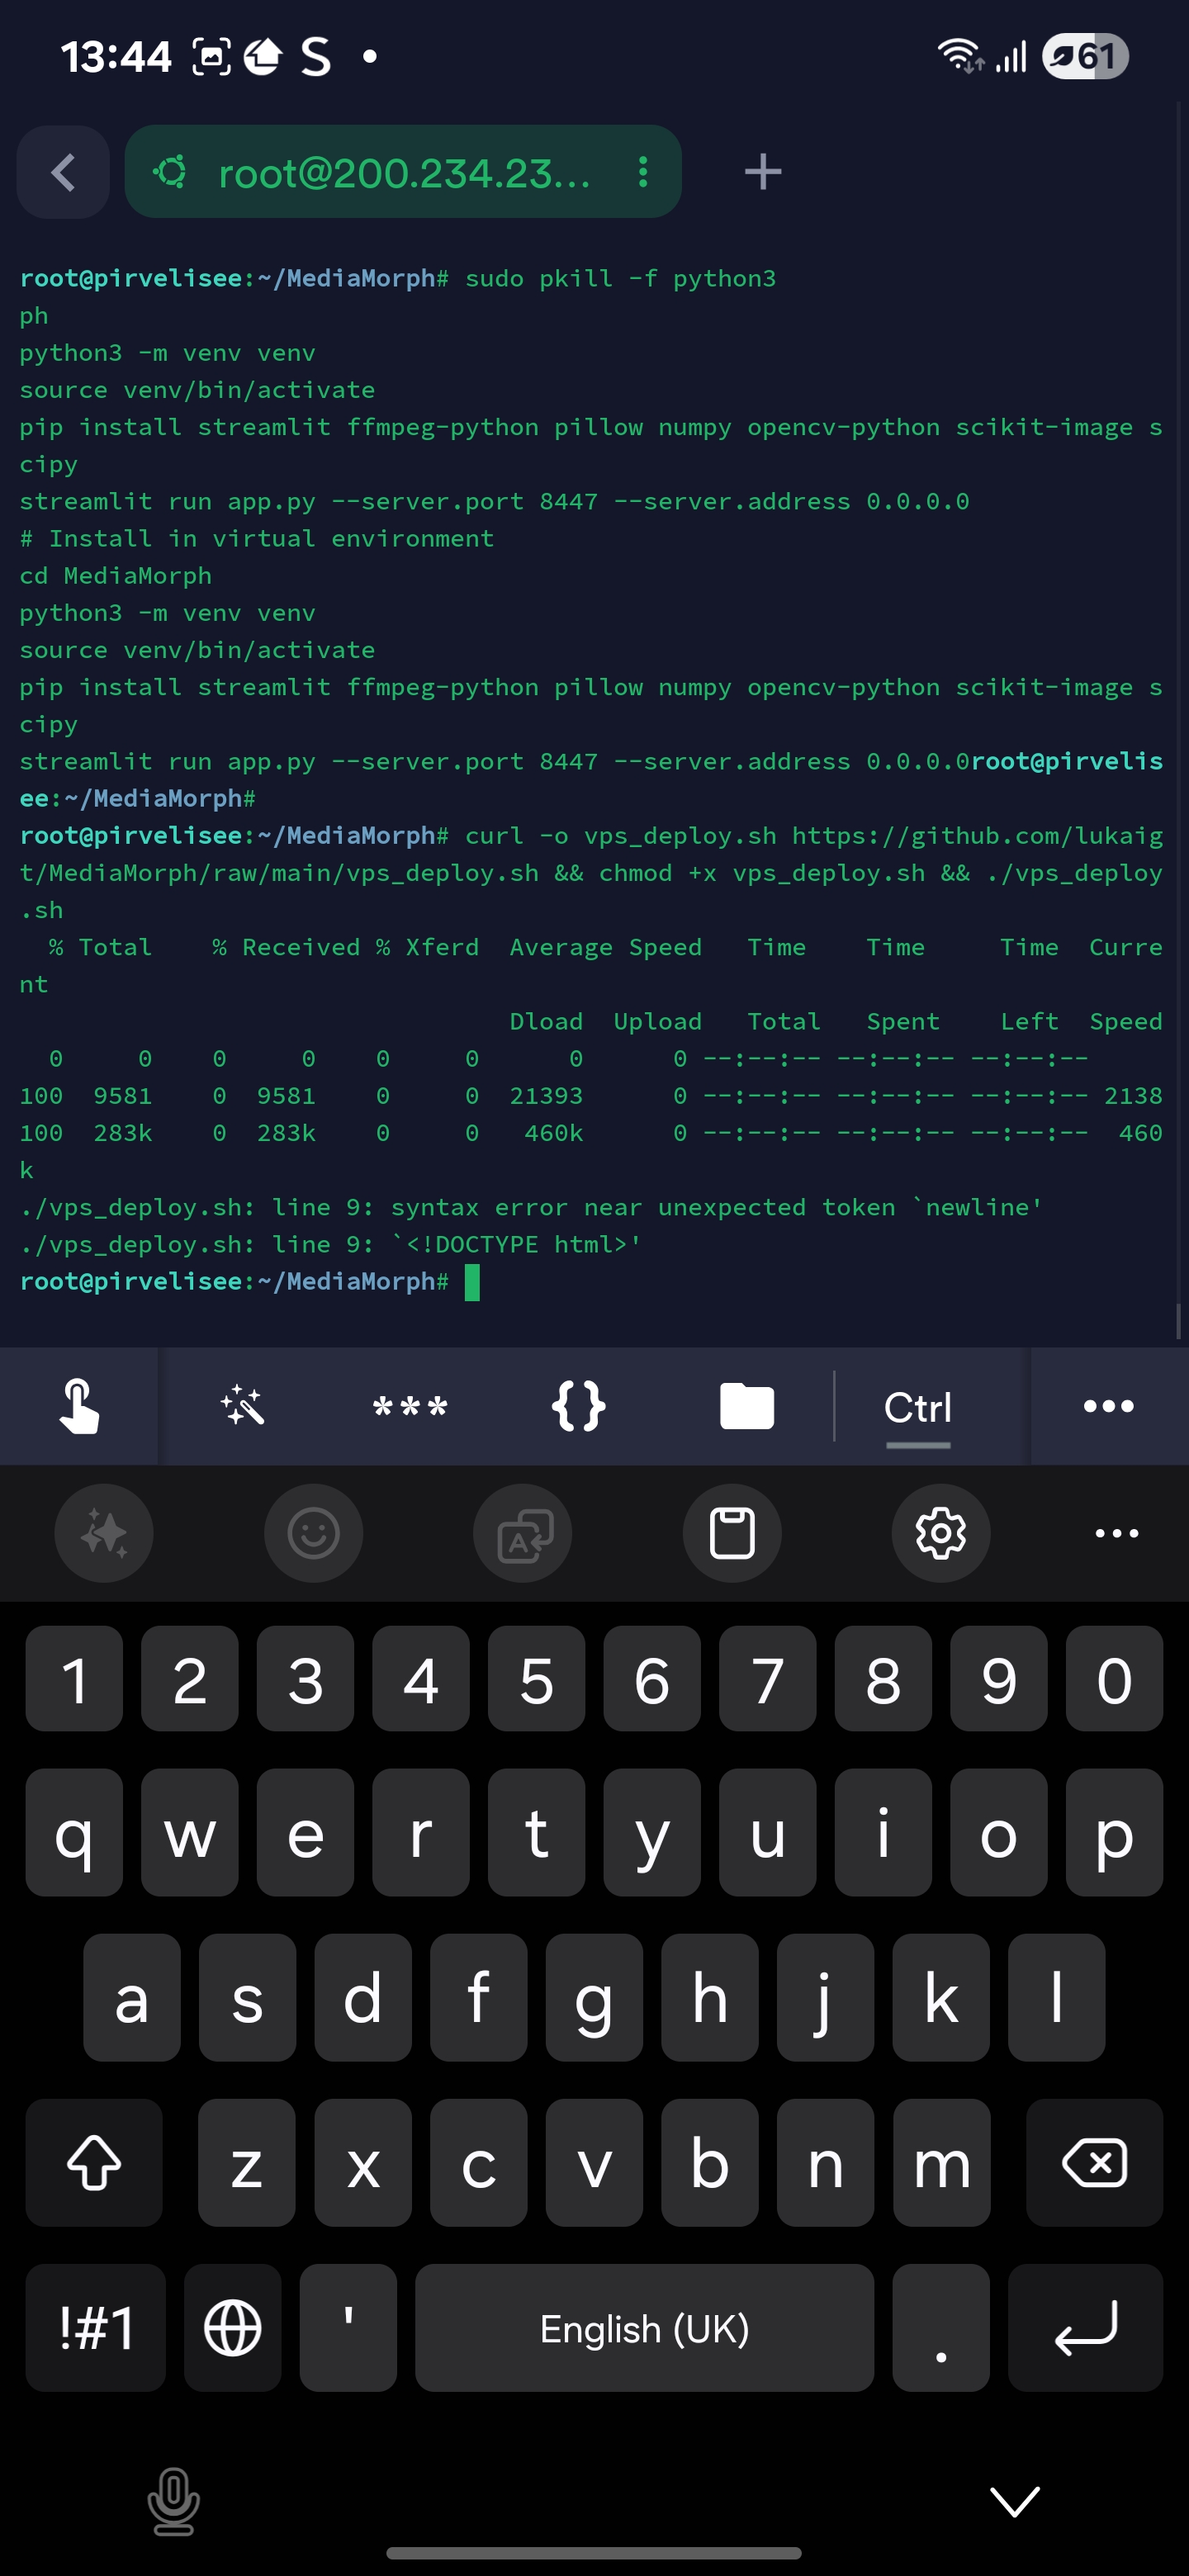 13:44 S 61
root@200.234.23...
root@pirvelisee:~/MediaMorph# sudo pkill -f python3
ph
python3 -m venv venv
source venv/bin/activate
pip install streamlit ffmpeg-python pillow numpy opencv-python scikit-image s
cipy
streamlit run app.py --server.port 8447 --server.address 0.0.0.0
# Install in virtual environment
cd MediaMorph
python3 -m venv venv
source venv/bin/activate
pip install streamlit ffmpeg-python pillow numpy opencv-python scikit-image s
cipy
streamlit run app.py --server.port 8447 --server.address 0.0.0.0root@pirvelis
ee:~/MediaMorph#
root@pirvelisee:~/MediaMorph# curl -o vps_deploy.sh https://github.com/lukaig
t/MediaMorph/raw/main/vps_deploy.sh && chmod +x vps_deploy.sh && ./vps_deploy
.sh
% Total % Received % Xferd Average Speed Time Time Time Curre
nt
Dload Upload Total Spent Left Speed
0 0 0 0 0 0 0 0 --:--:-- --:--:-- --:--:--
100 9581 0 9581 0 0 21393 0 --:--:-- --:--:-- --:--:-- 2138
100 283k 0 283k 0 0 460k 0 --:--:-- --:--:-- --:--:-- 460
k
./vps_deploy.sh: line 9: syntax error near unexpected token `newline'
./vps_deploy.sh: line 9: `<!DOCTYPE html>'
root@pirvelisee:~/MediaMorph#
*** {} Ctrl
1 2 3 4 5 6 7 8 9 0
q w e r t y u i o p
a s d f g h j k l
z x c v b n m
!#1 ' English (UK) .